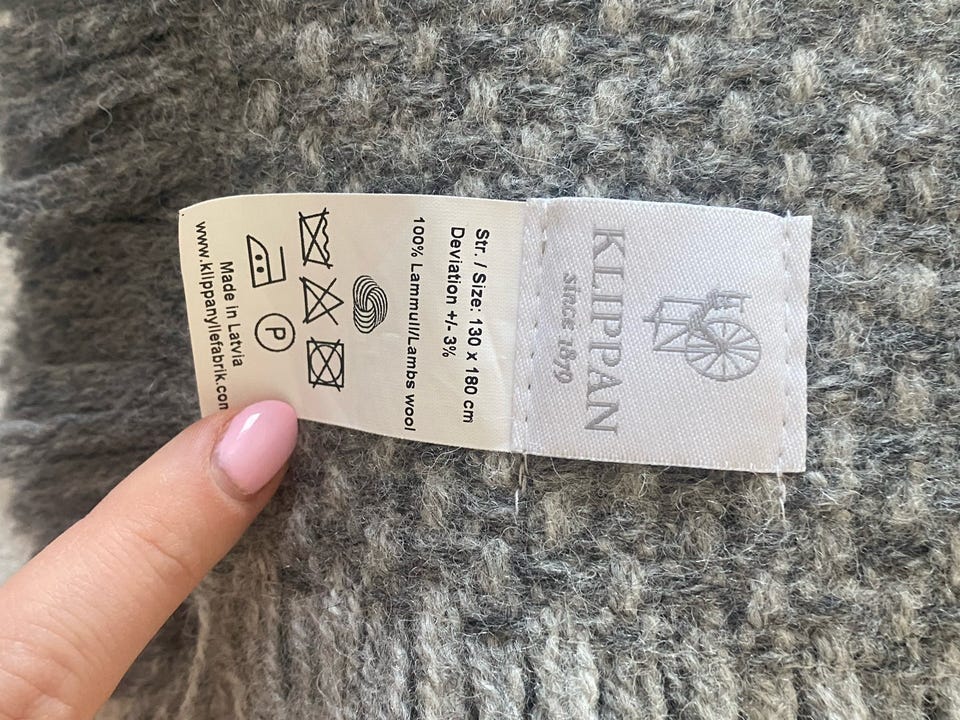 KLIPPAN
since 1879
Str. / Size: 130 x 180 cm
Deviation +/- 3%
100% Lammull/Lambs wool
P
Made in Latvia
www.klippanyllefabrik.com